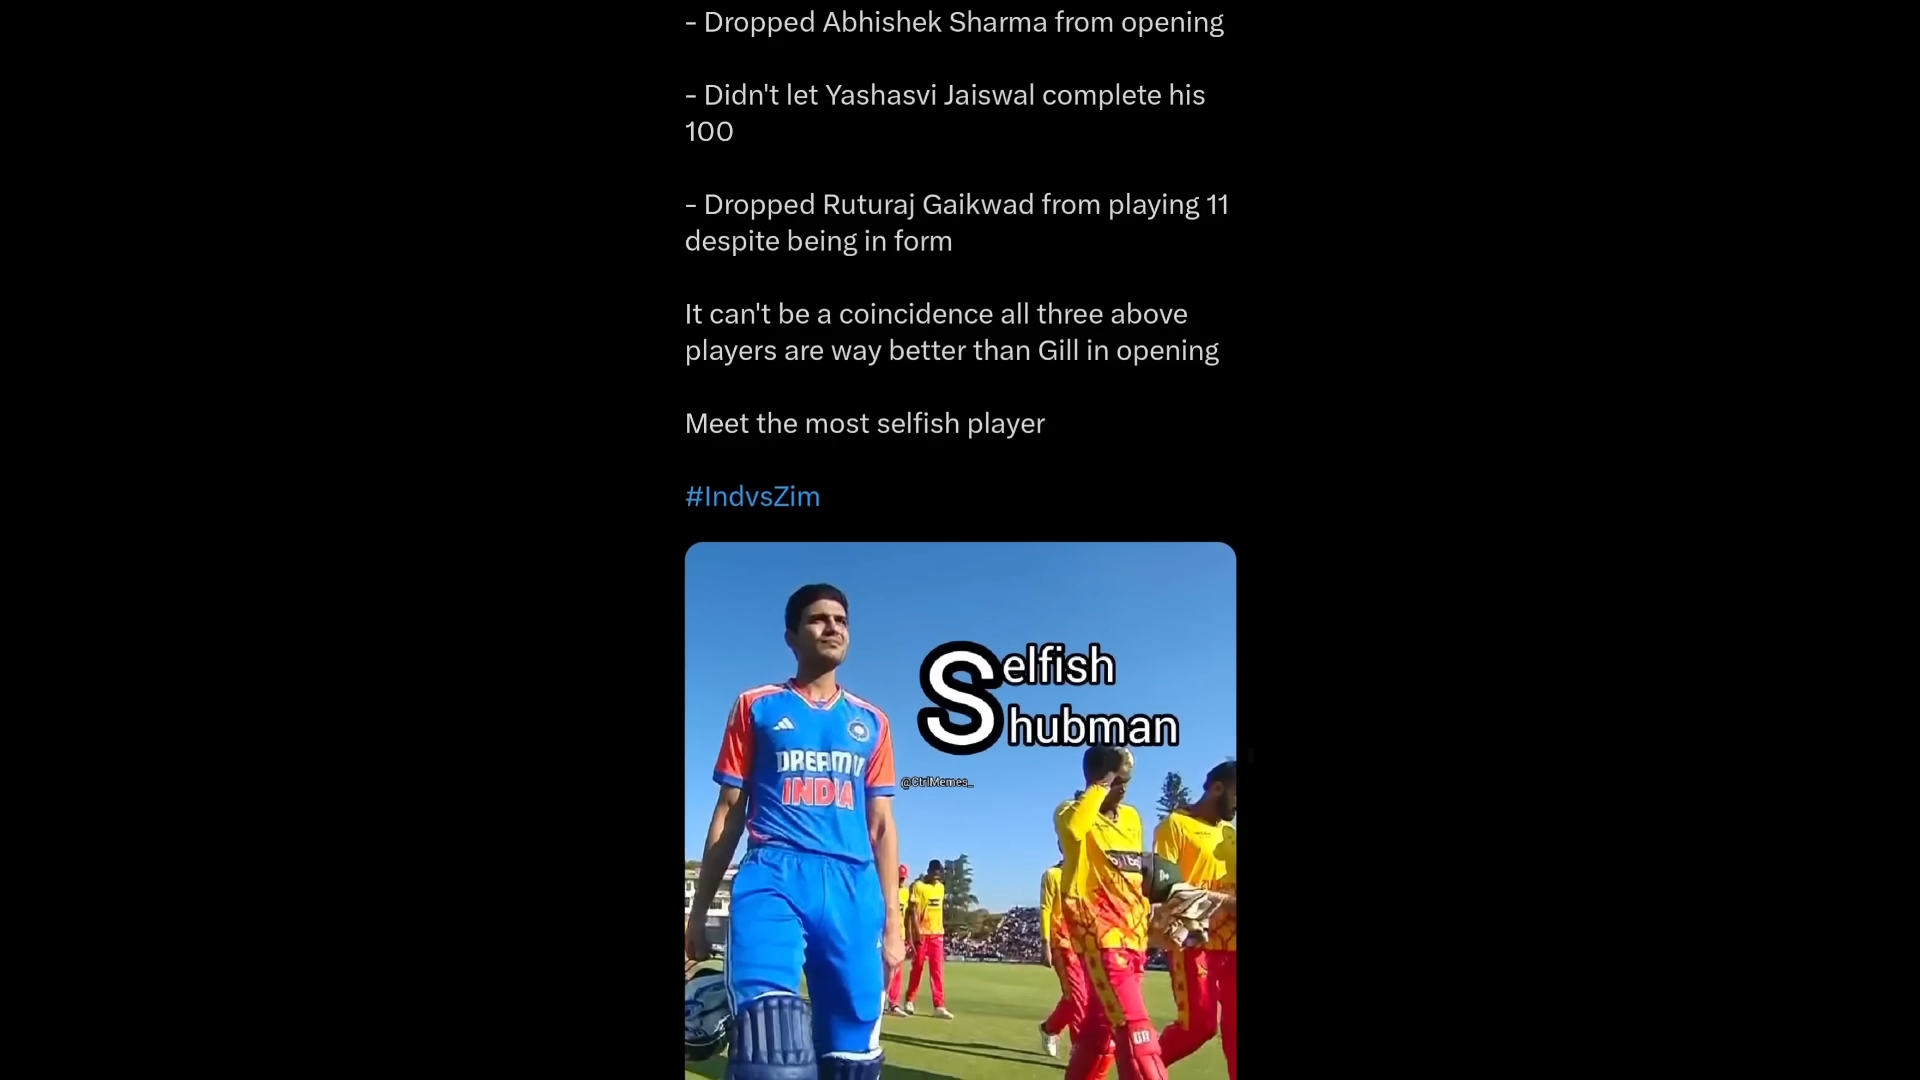 - Dropped Abhishek Sharma from opening
- Didn't let Yashasvi Jaiswal complete his
100
- Dropped Ruturaj Gaikwad from playing 11
despite being in form
It can't be a coincidence all three above
players are way better than Gill in opening
Meet the most selfish player
#IndvsZim
Selfish
Shubman
@CtrlMemes_
DREAM11
INDIA